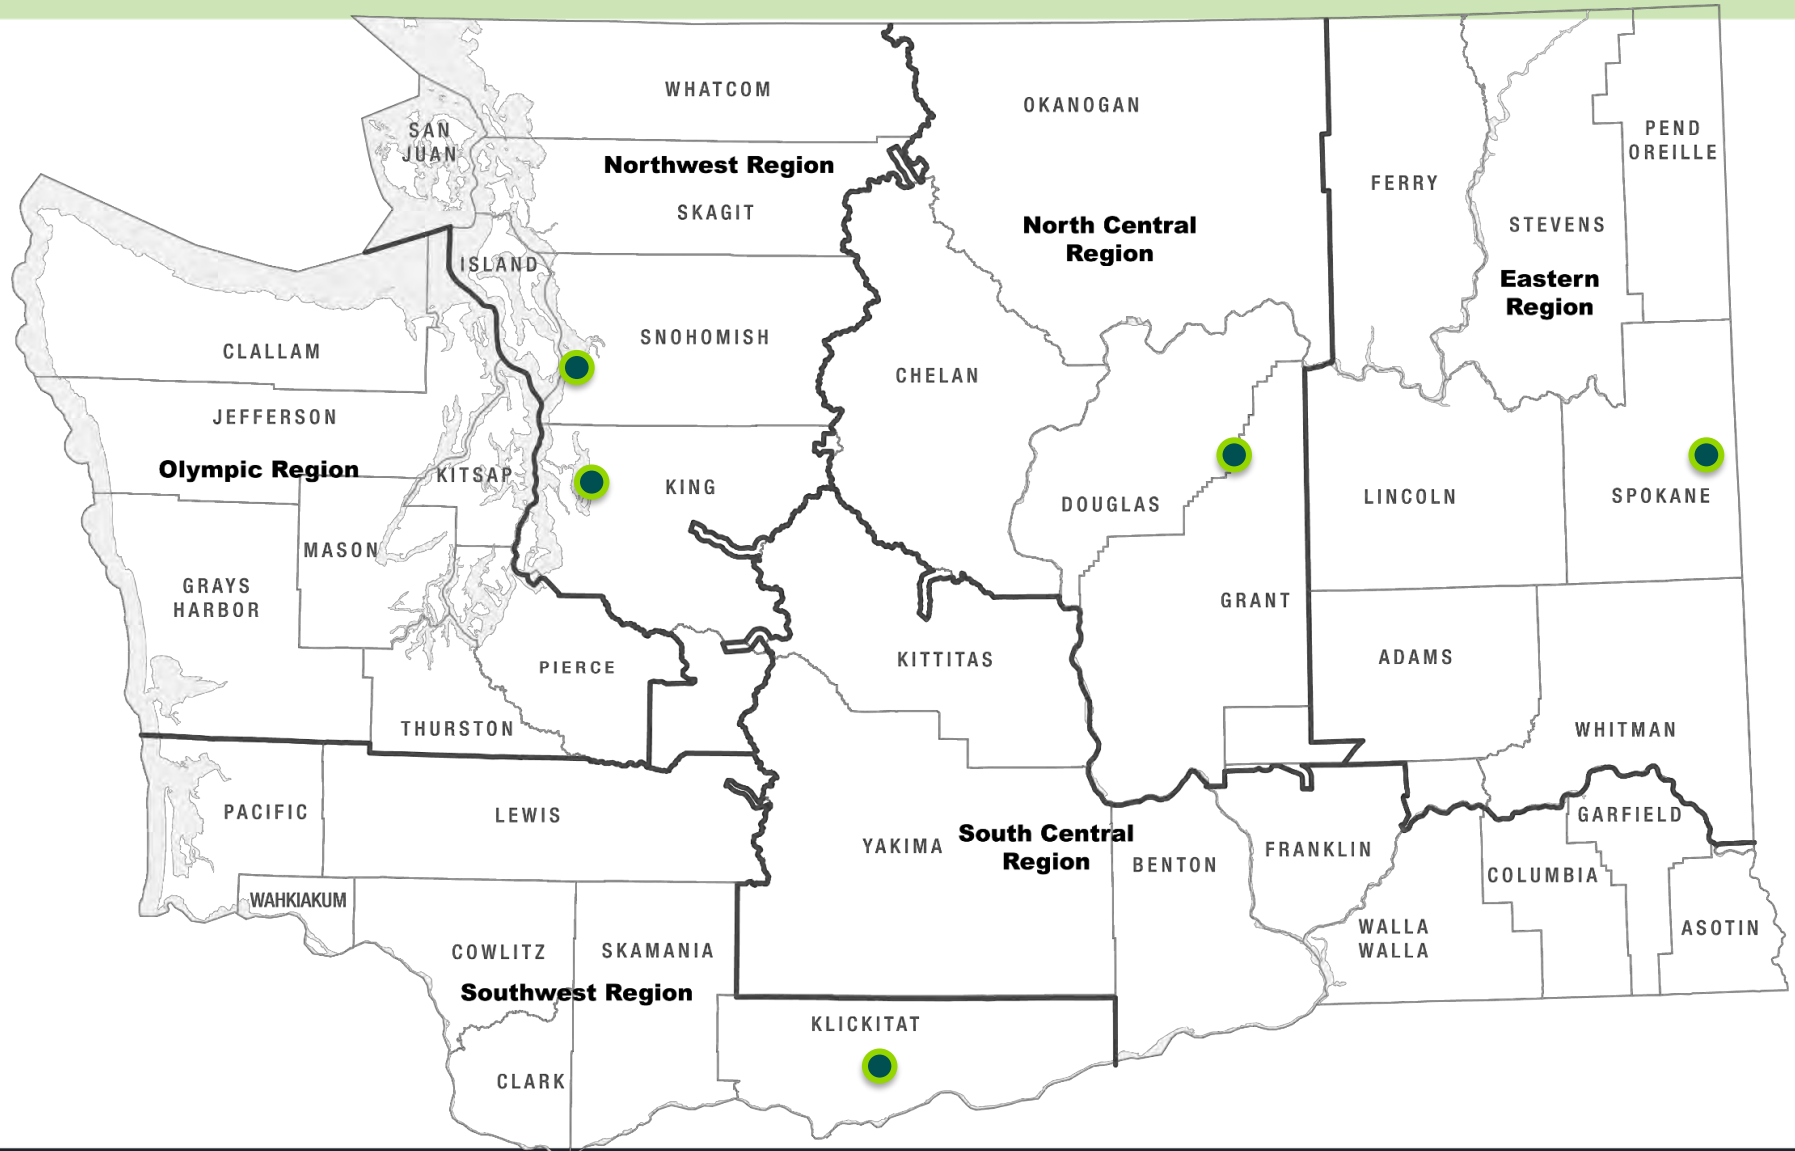 WHATCOM
OKANOGAN
SAN
JUAN
PEND
OREILLE
Northwest Region
FERRY
SKAGIT
STEVENS
North Central
Region
ISLAND
Eastern
Region
SNOHOMISH
CLALLAM
CHELAN
JEFFERSON
Olympic Region
KITSAP
KING
DOUGLAS
LINCOLN
SPOKANE
MASON
GRAYS
HARBOR
GRANT
PIERCE
KITTITAS
ADAMS
THURSTON
WHITMAN
PACIFIC
LEWIS
YAKIMA
South Central
Region
BENTON
FRANKLIN
GARFIELD
COLUMBIA
WAHKIAKUM
WALLA
WALLA
ASOTIN
COWLITZ
SKAMANIA
Southwest Region
KLICKITAT
CLARK